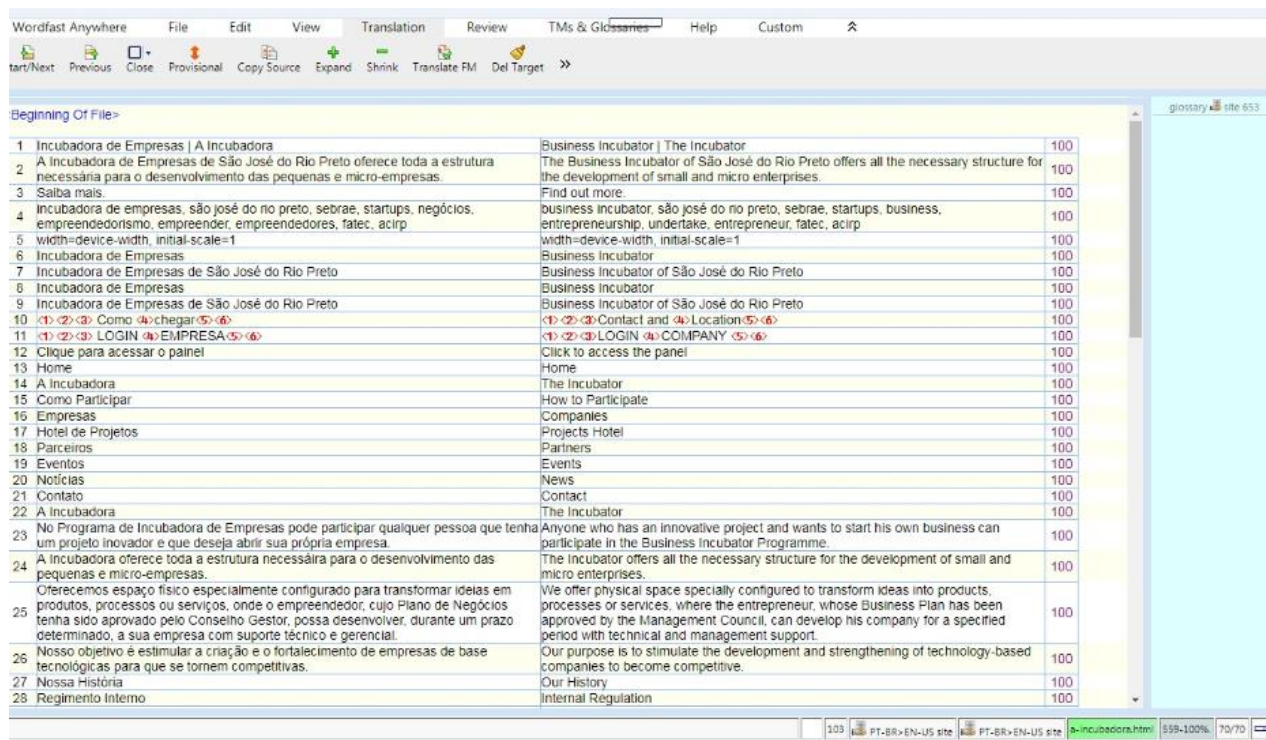 Wordfast Anywhere File Edit View Translation Review TMs & Glossaries Help Custom
tart/Next Previous Close Provisional Copy Source Expand Shrink Translate FM Del Target »
Beginning Of File>
glossary site 653
1 Incubadora de Empresas | A Incubadora Business Incubator | The Incubator 100
2 A Incubadora de Empresas de São José do Rio Preto oferece toda a estrutura The Business Incubator of São José do Rio Preto offers all the necessary structure for 100
necessária para o desenvolvimento das pequenas e micro-empresas. the development of small and micro enterprises.
3 Saiba mais. Find out more. 100
4 incubadora de empresas, são josé do rio preto, sebrae, startups, negócios, business incubator, são josé do rio preto, sebrae, startups, business, 100
empreendedorismo, empreender, empreendedores, fatec, acirp entrepreneurship, undertake, entrepreneur, fatec, acirp
5 width=device-width, initial-scale=1 width=device-width, initial-scale=1 100
6 Incubadora de Empresas Business Incubator 100
7 Incubadora de Empresas de São José do Rio Preto Business Incubator of São José do Rio Preto 100
8 Incubadora de Empresas Business Incubator 100
9 Incubadora de Empresas de São José do Rio Preto Business Incubator of São José do Rio Preto 100
10 <1> <2><3> Como <4>chegar<5><6> <1> <2><3>Contact and <4>Location<5><6> 100
11 <1> <2><3> LOGIN <4>EMPRESA<5><6> <1> <2><3>LOGIN <4>COMPANY <5><6> 100
12 Clique para acessar o painel Click to access the panel 100
13 Home Home 100
14 A Incubadora The Incubator 100
15 Como Participar How to Participate 100
16 Empresas Companies 100
17 Hotel de Projetos Projects Hotel 100
18 Parceiros Partners 100
19 Eventos Events 100
20 Notícias News 100
21 Contato Contact 100
22 A Incubadora The Incubator 100
23 No Programa de Incubadora de Empresas pode participar qualquer pessoa que tenha Anyone who has an innovative project and wants to start his own business can 100
um projeto inovador e que deseja abrir sua própria empresa. participate in the Business Incubator Programme.
24 A Incubadora oferece toda a estrutura necessáira para o desenvolvimento das The Incubator offers all the necessary structure for the development of small and 100
pequenas e micro-empresas. micro enterprises.
25 Oferecemos espaço físico especialmente configurado para transformar ideias em We offer physical space specially configured to transform ideas into products, 100
produtos, processos ou serviços, onde o empreendedor, cujo Plano de Negócios processes or services, where the entrepreneur, whose Business Plan has been
tenha sido aprovado pelo Conselho Gestor, possa desenvolver, durante um prazo approved by the Management Council, can develop his company for a specified
determinado, a sua empresa com suporte técnico e gerencial. period with technical and management support.
26 Nosso objetivo é estimular a criação e o fortalecimento de empresas de base Our purpose is to stimulate the development and strengthening of technology-based 100
tecnológicas para que se tornem competitivas. companies to become competitive.
27 Nossa História Our History 100
28 Regimento Interno Internal Regulation 100
103 PT-BR>EN-US site PT-BR>EN-US site a-incubadora.html 559-100% 70/70